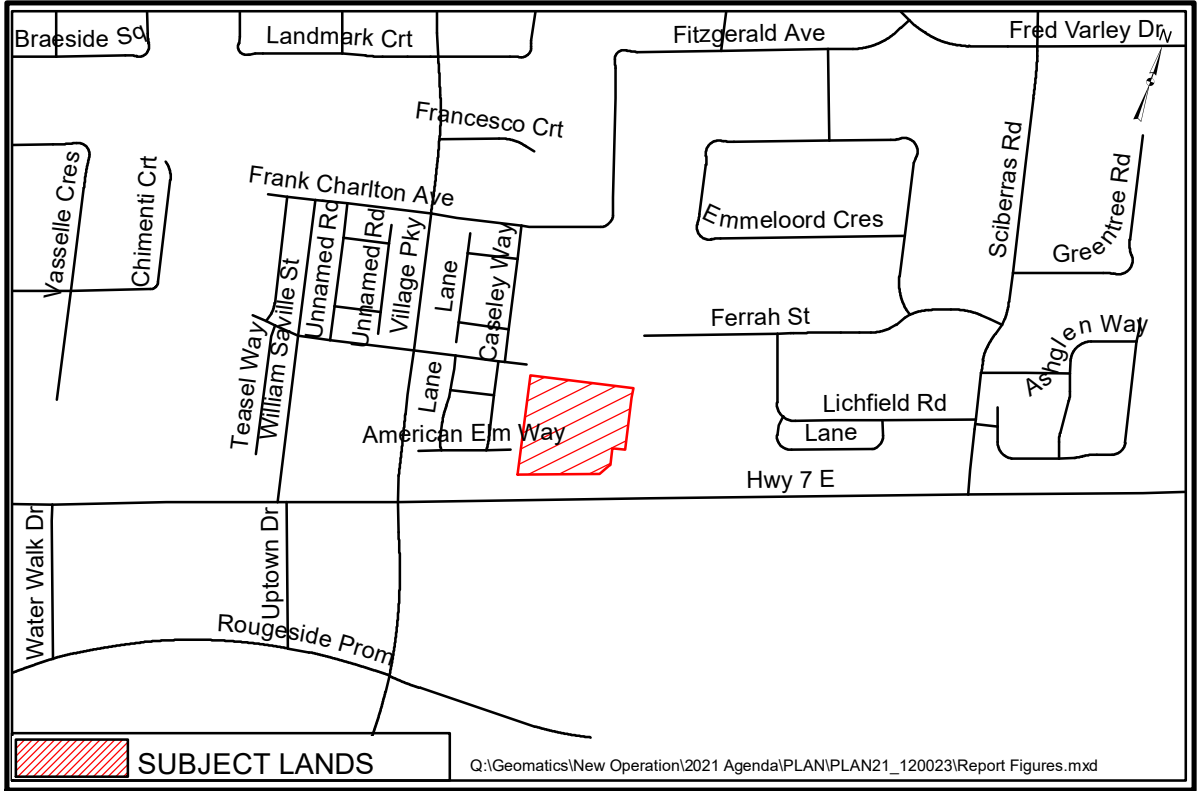 Braeside Sq
Landmark Crt
Fitzgerald Ave
Fred Varley Dr
N
Francesco Crt
Vasselle Cres
Chimenti Crt
Frank Charlton Ave
Sciberras Rd
Greentree Rd
Emmeloord Cres
Unnamed Rd
Unnamed Rd
Village Pky
Lane
Caseley Way
William Saville St
Teasel Way
Ferrah St
Ashglen Way
Lane
American Elm Way
Lichfield Rd
Lane
Hwy 7 E
Water Walk Dr
Uptown Dr
Rougeside Prom
SUBJECT LANDS
Q:\Geomatics\New Operation\2021 Agenda\PLAN\PLAN21_120023\Report Figures.mxd